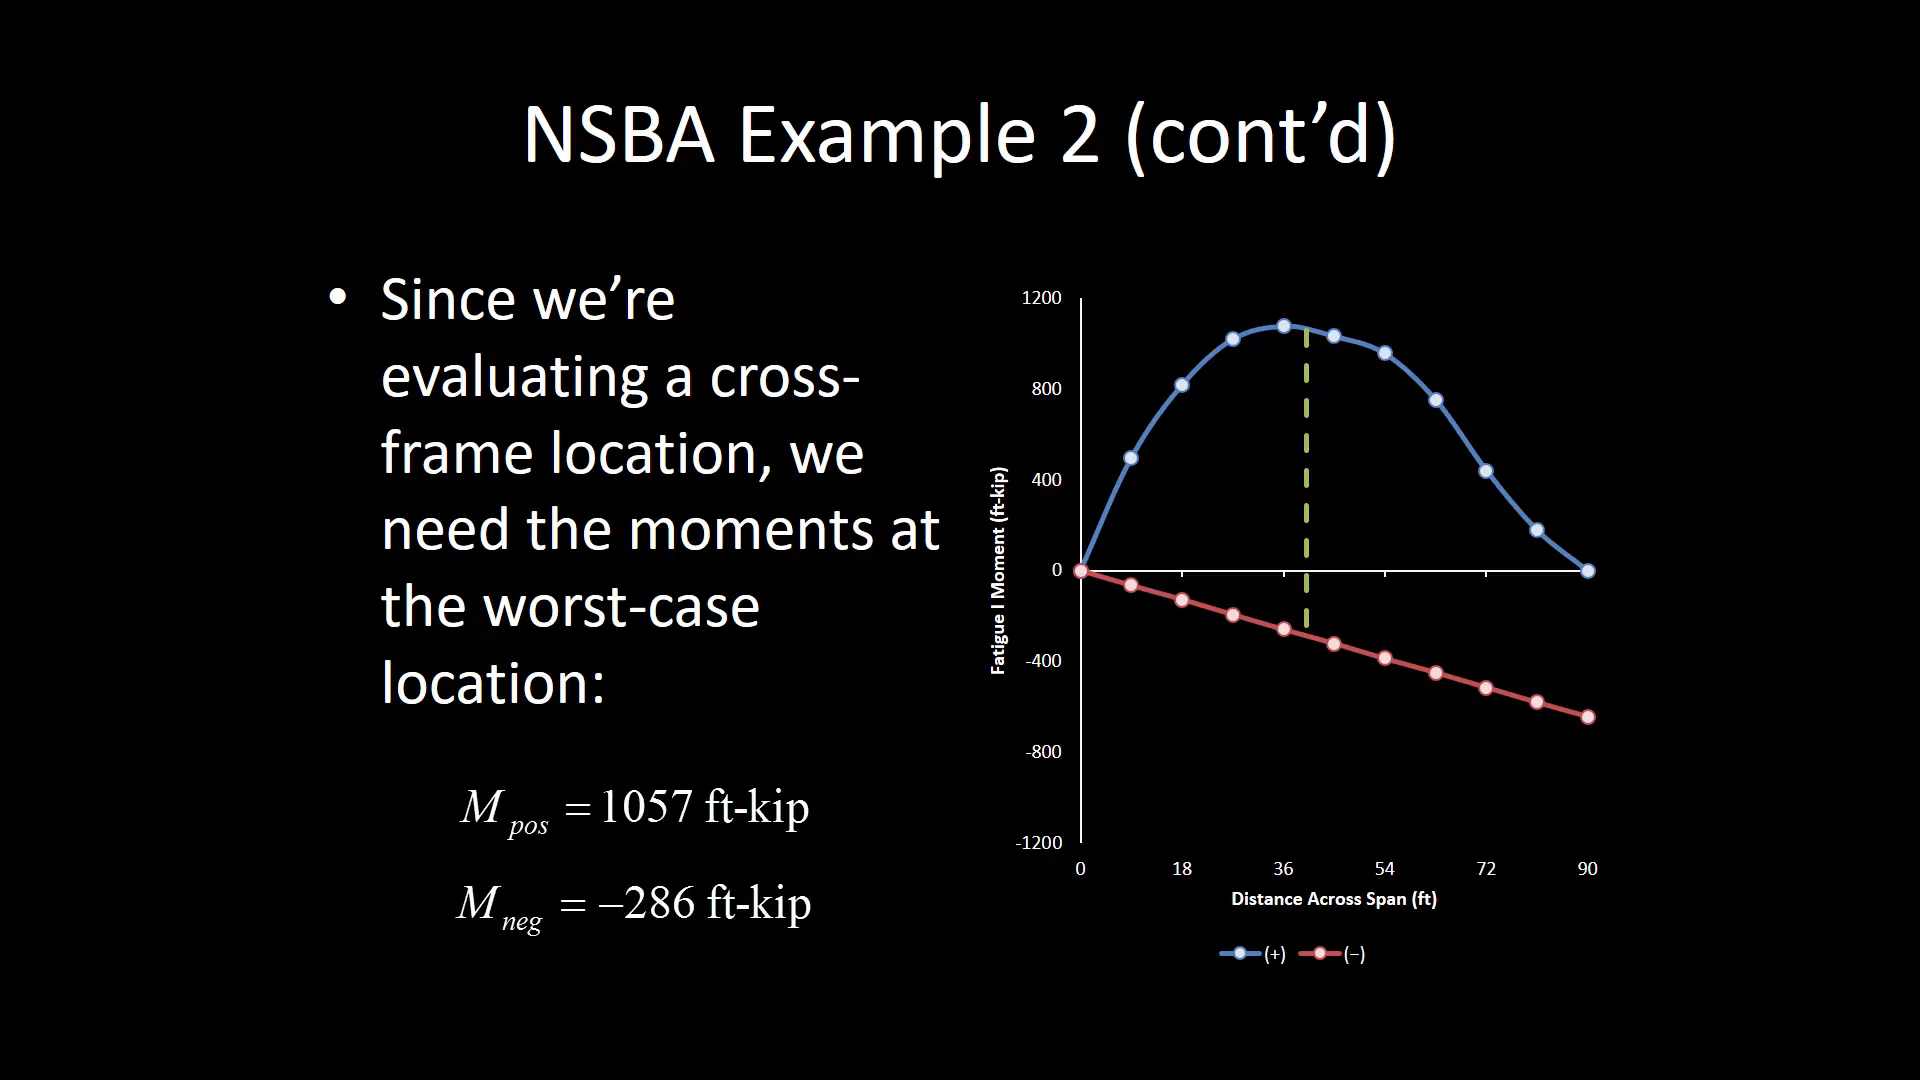 NSBA Example 2 (cont’d)
• Since we’re
evaluating a cross-
frame location, we
need the moments at
the worst-case
location:
M pos = 1057 ft-kip
M neg = −286 ft-kip
1200
800
400
0
-400
-800
-1200
Fatigue I Moment (ft-kip)
0 18 36 54 72 90
Distance Across Span (ft)
(+) (−)